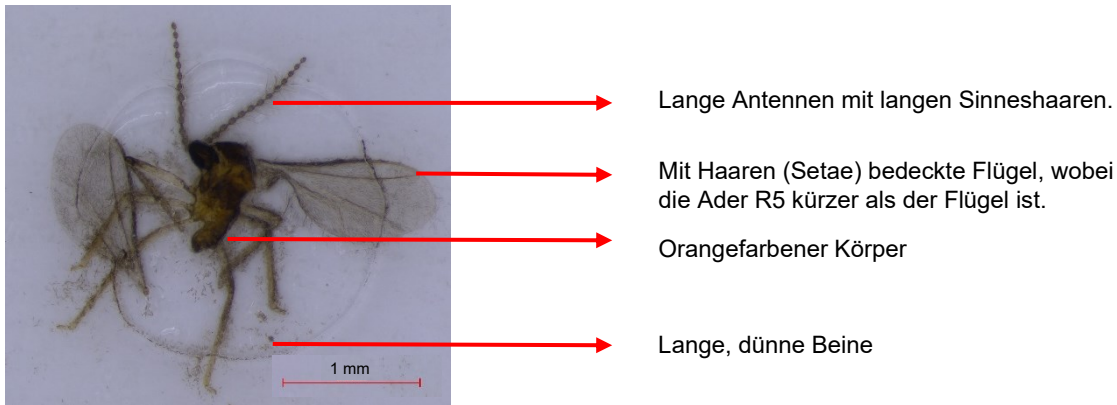 Lange Antennen mit langen Sinneshaaren.
Mit Haaren (Setae) bedeckte Flügel, wobei
die Ader R5 kürzer als der Flügel ist.
Orangefarbener Körper
Lange, dünne Beine
1 mm